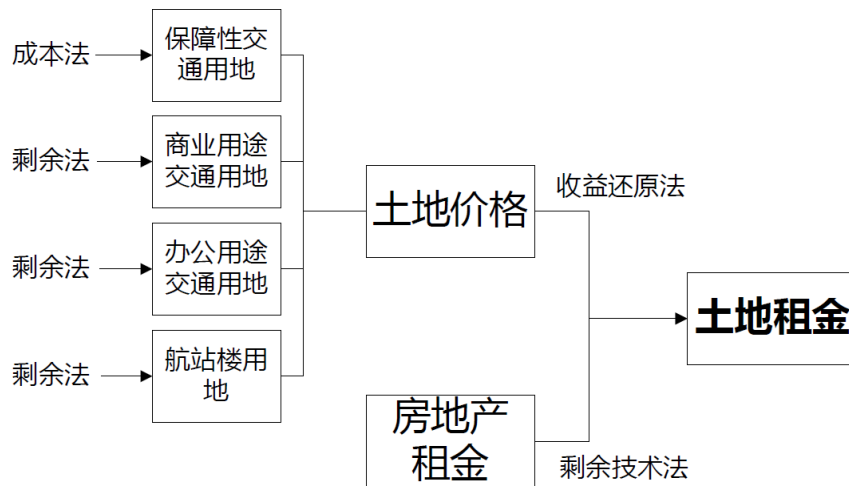 成本法
保障性交
通用地
剩余法
商业用途
交通用地
剩余法
办公用途
交通用地
剩余法
航站楼用
地
土地价格
收益还原法
房地产
租金
剩余技术法
土地租金